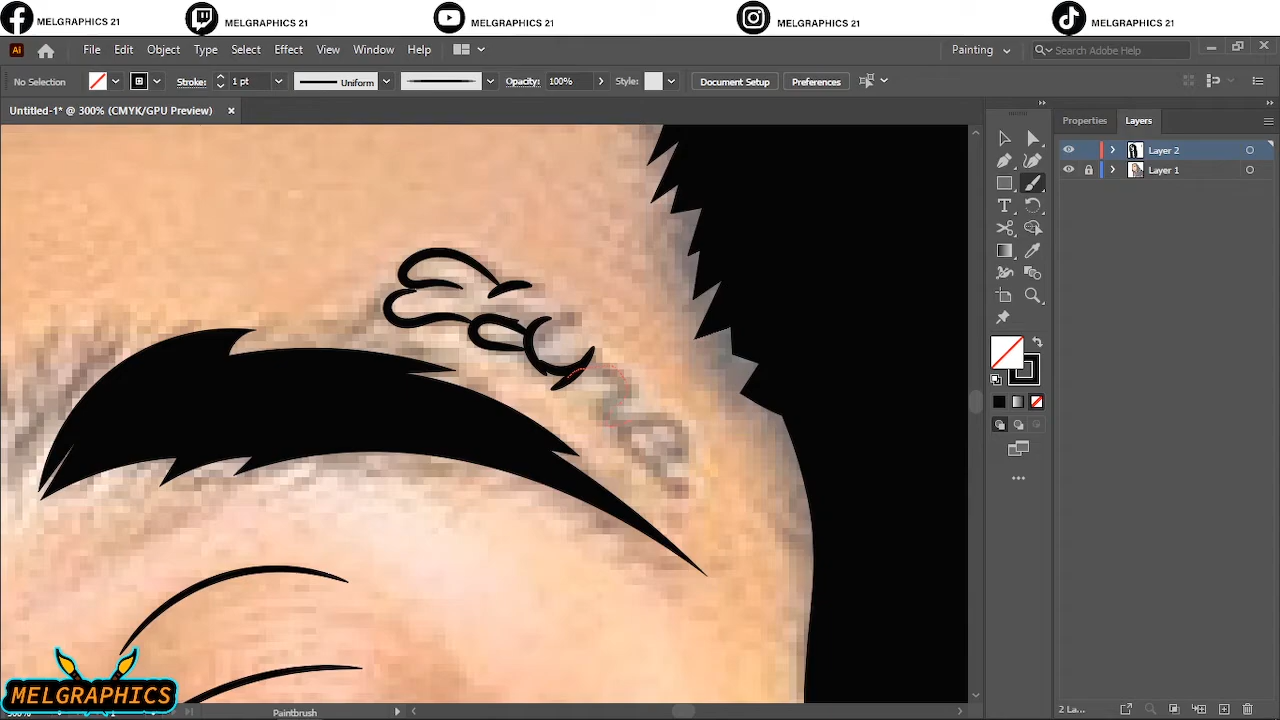 MELGRAPHICS 21
MELGRAPHICS 21
MELGRAPHICS 21
MELGRAPHICS 21
MELGRAPHICS 21
Ai File Edit Object Type Select Effect View Window Help Painting Search Adobe Help
No Selection Stroke: 1 pt Uniform Opacity: 100% Style: Document Setup Preferences
Untitled-1* @ 300% (CMYK/GPU Preview)
Properties Layers
Layer 2
Layer 1
MELGRAPHICS
Paintbrush
2 La...